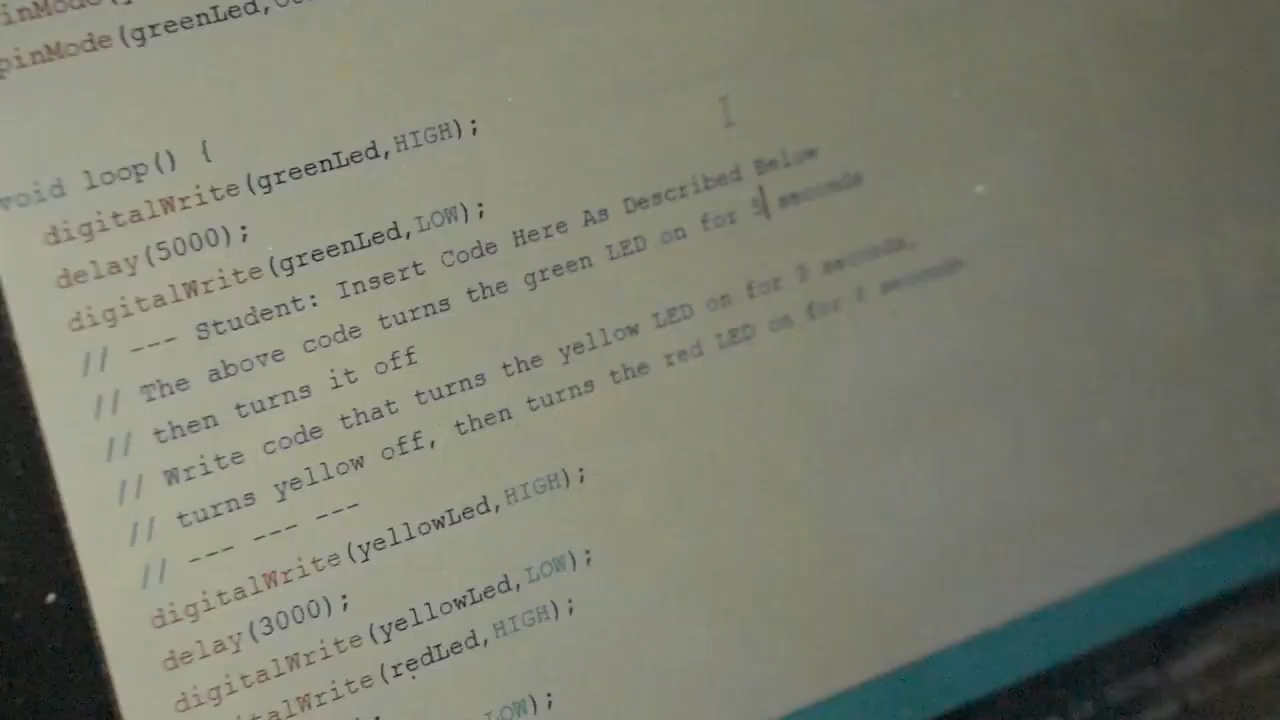 pinMode(greenLed,
void loop() {
digitalWrite(greenLed,HIGH);
delay(5000);
digitalWrite(greenLed,LOW);
// --- Student: Insert Code Here As Described Below
// The above code turns the green LED on for 5 seconds
// then turns it off
// Write code that turns the yellow LED on for 3 seconds,
// turns yellow off, then turns the red LED on for seconds
// --- --- ---
digitalWrite(yellowLed,HIGH);
delay(3000);
digitalWrite(yellowLed,LOW);
digitalWrite(redLed,HIGH);
LOW);